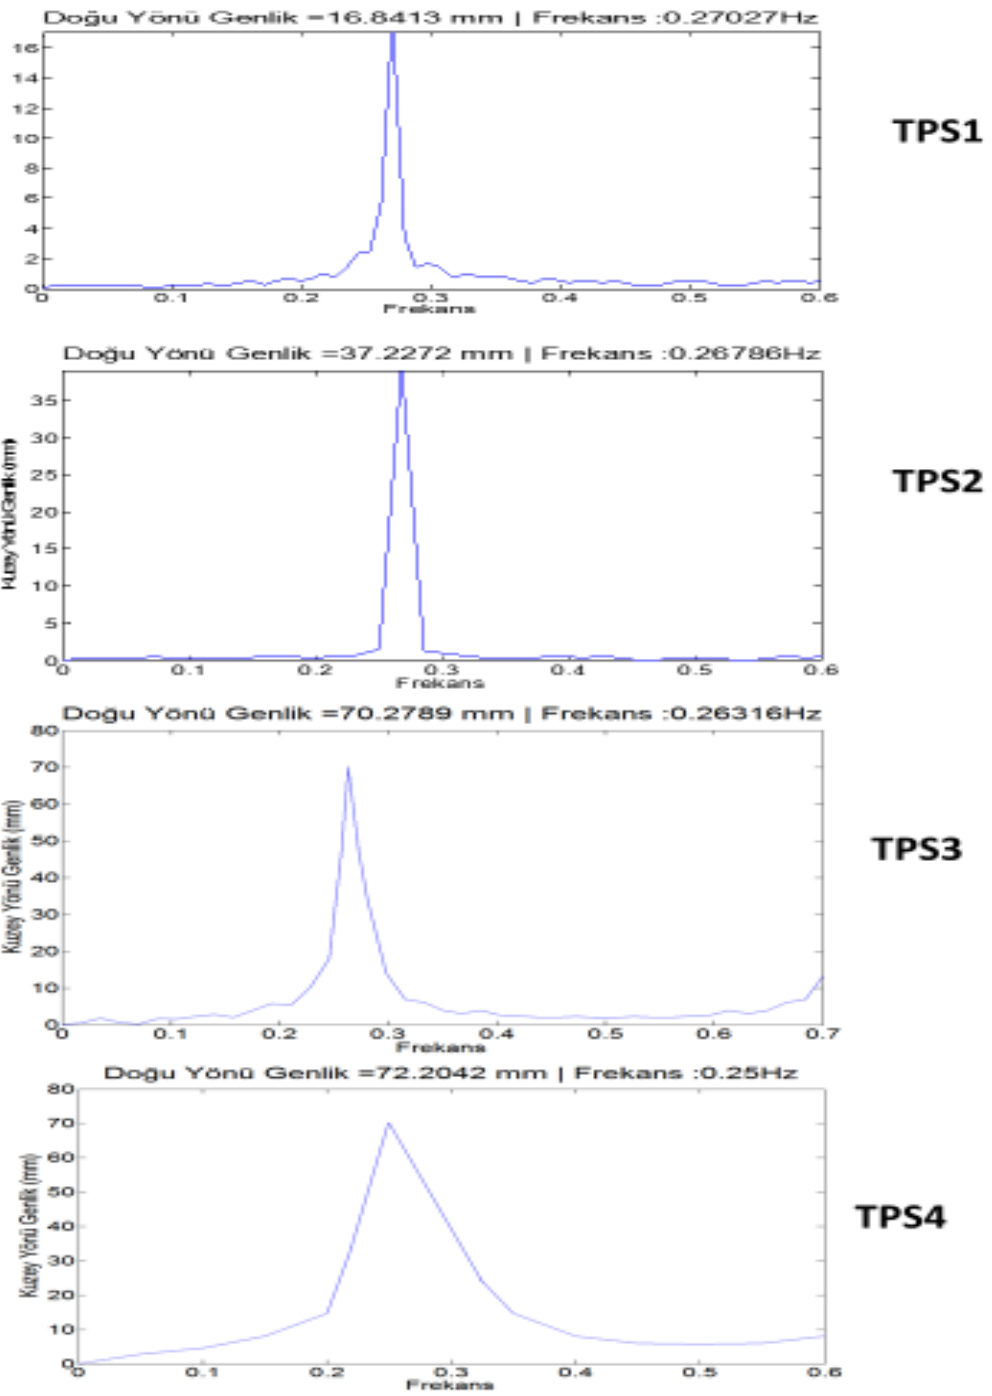 Doğu Yönü Genlik =16.8413 mm | Frekans :0.27027Hz
16
14
12
10
8
6
4
2
0
0 0.1 0.2 0.3 0.4 0.5 0.6
Frekans
TPS1
Doğu Yönü Genlik =37.2272 mm | Frekans :0.26786Hz
Kuzey Yönü Genlik (mm)
35
30
25
20
15
10
5
0
0 0.1 0.2 0.3 0.4 0.5 0.6
Frekans
TPS2
Doğu Yönü Genlik =70.2789 mm | Frekans :0.26316Hz
Kuzey Yönü Genlik (mm)
80
70
60
50
40
30
20
10
0
0 0.1 0.2 0.3 0.4 0.5 0.6 0.7
Frekans
TPS3
Doğu Yönü Genlik =72.2042 mm | Frekans :0.25Hz
Kuzey Yönü Genlik (mm)
80
70
60
50
40
30
20
10
0
0 0.1 0.2 0.3 0.4 0.5 0.6
Frekans
TPS4